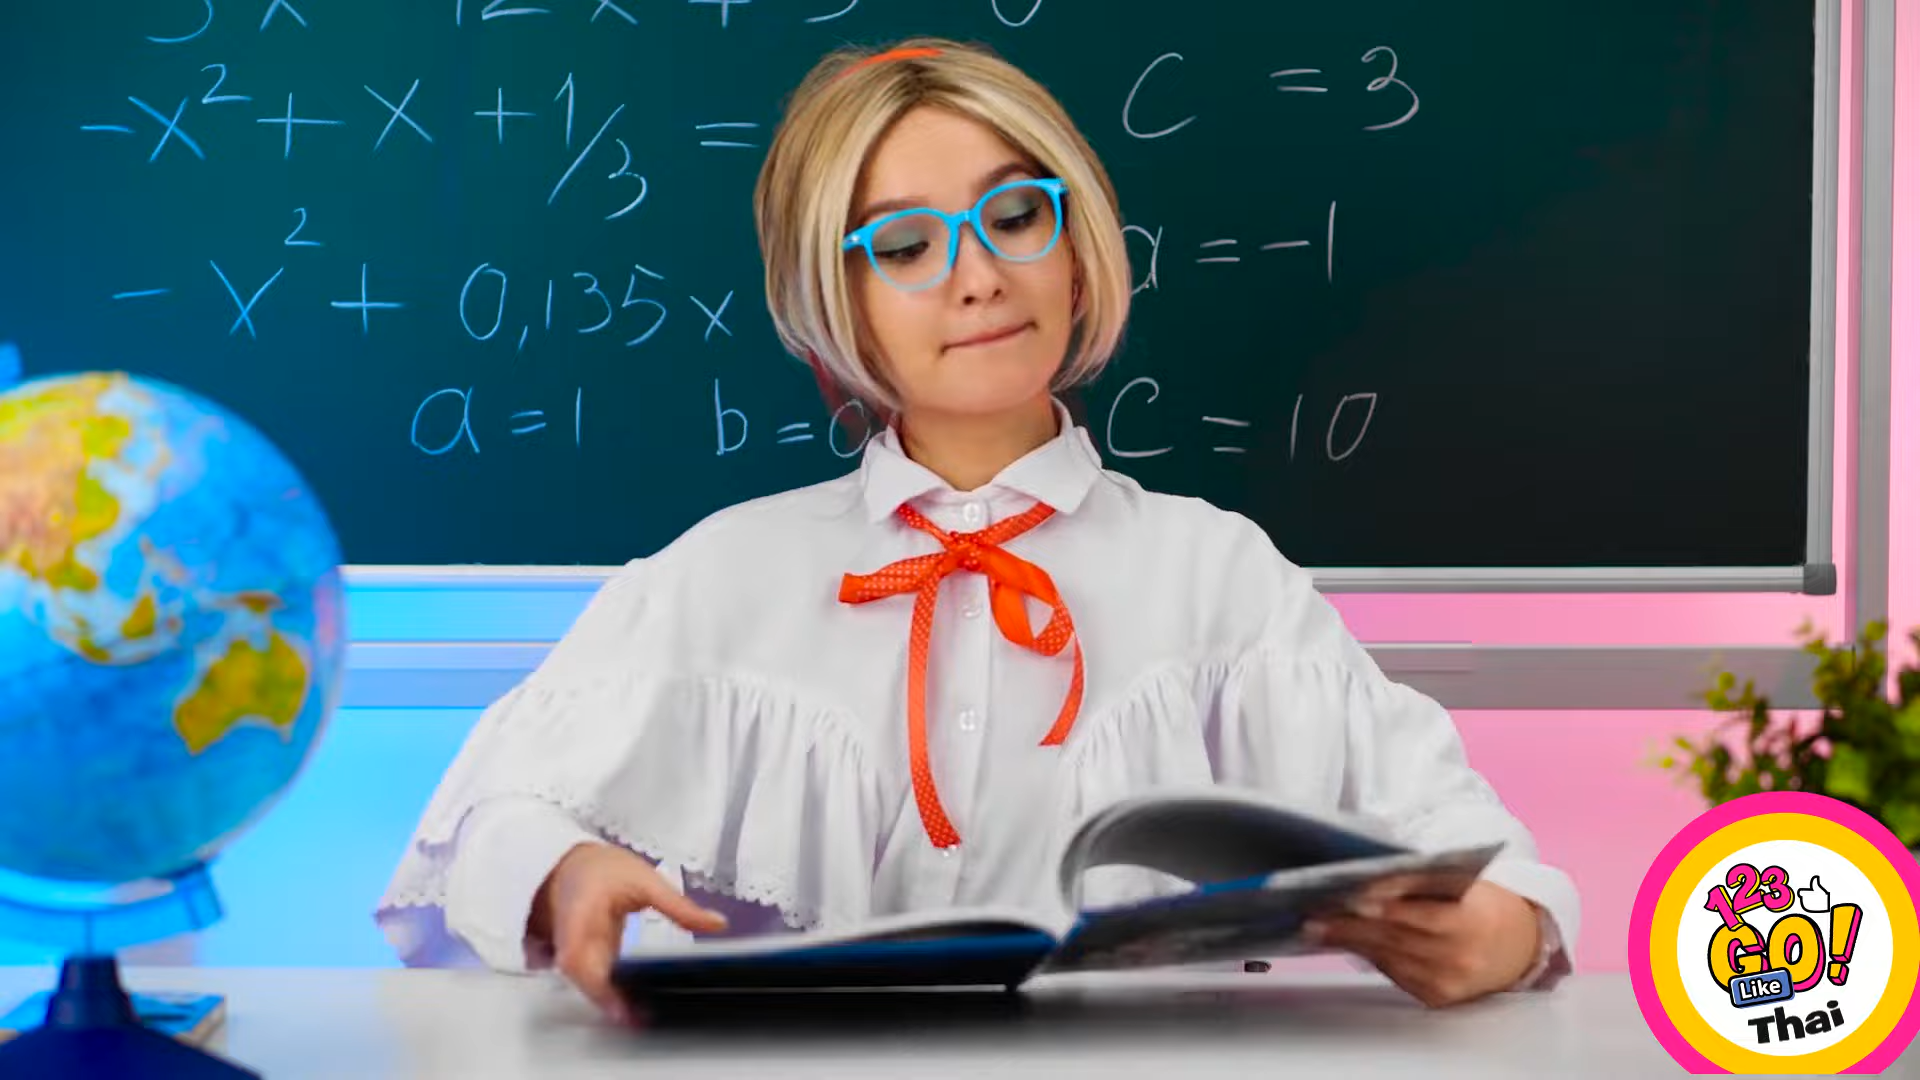 -x² + x + 1/3 =
C = 3
- x² + 0,135x
a = -1
a = 1 b = 0
C = 10
123
GO!
Like
Thai